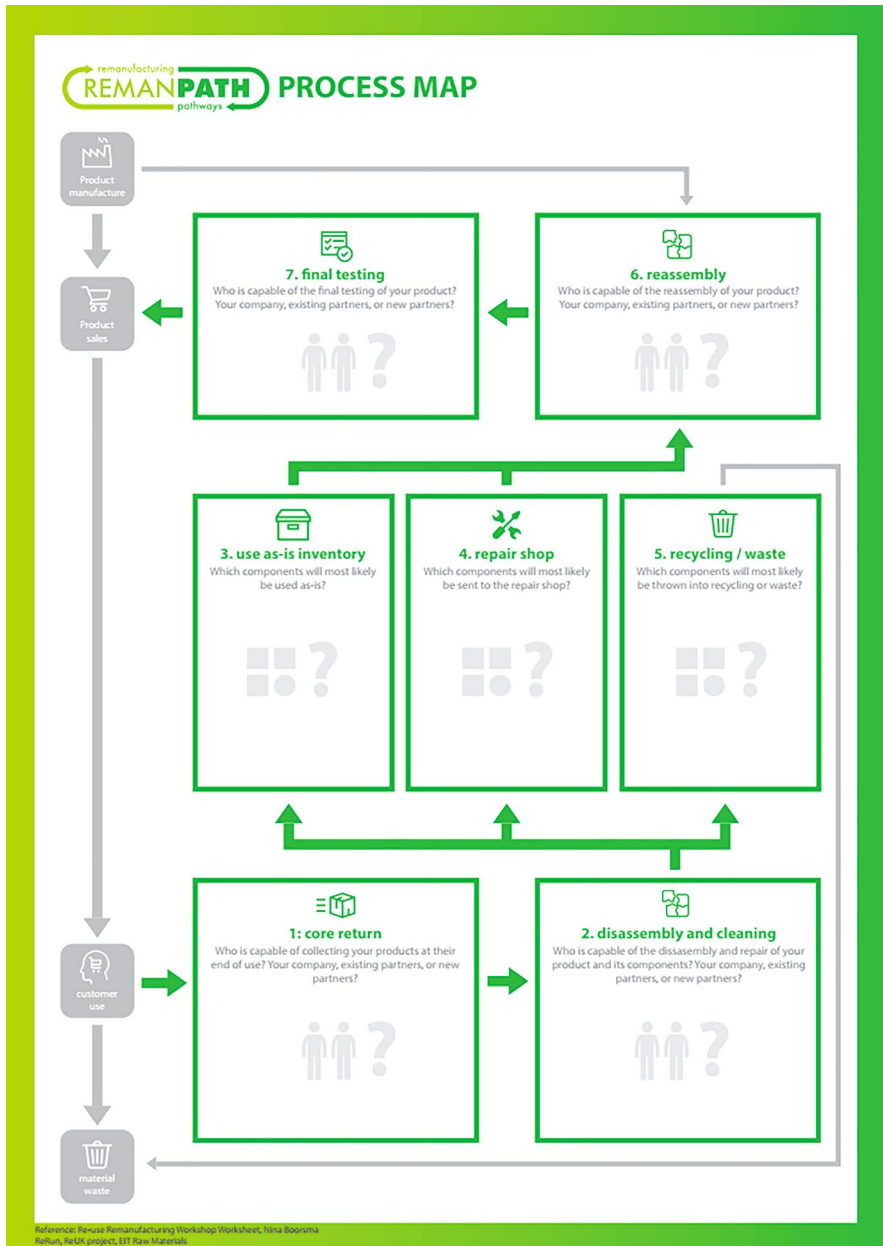 remanufacturing
REMANPATH
pathways
PROCESS MAP
Product
manufacture
7. final testing
Who is capable of the final testing of your product?
Your company, existing partners, or new partners?
6. reassembly
Who is capable of the reassembly of your product?
Your company, existing partners, or new partners?
Product
sales
3. use as-is inventory
Which components will most likely
be used as-is?
4. repair shop
Which components will most likely
be sent to the repair shop?
5. recycling / waste
Which components will most likely
be thrown into recycling or waste?
1: core return
Who is capable of collecting your products at their
end of use? Your company, existing partners, or new
partners?
2. disassembly and cleaning
Who is capable of the dissasembly and repair of your
product and its components? Your company, existing
partners, or new partners?
customer
use
material
waste
Reference: Re-use Remanufacturing Workshop Worksheet, Nina Boorsma
ReRun, ReUK project, EIT Raw Materials